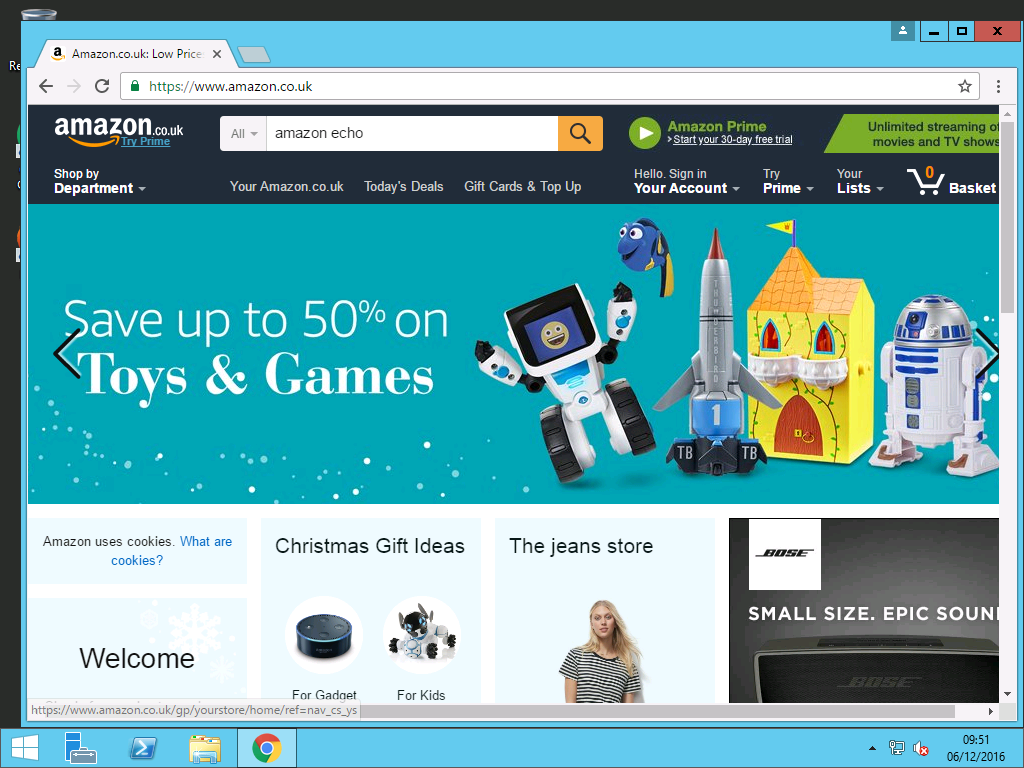 Re
Amazon.co.uk: Low Price
https://www.amazon.co.uk
amazon.co.uk
Try Prime
All
amazon echo
Amazon Prime
Start your 30-day free trial
Unlimited streaming of
movies and TV shows
Shop by
Department
Your Amazon.co.uk
Today's Deals
Gift Cards & Top Up
Hello. Sign in
Your Account
Try
Prime
Your
Lists
0
Basket
Save up to 50% on
Toys & Games
THUNDERBIRD
1
TB
TB
Amazon uses cookies. What are
cookies?
Welcome
Christmas Gift Ideas
For Gadget
For Kids
The jeans store
BOSE
SMALL SIZE. EPIC SOUN
BOSE
https://www.amazon.co.uk/gp/yourstore/home/ref=nav_cs_ys
09:51
06/12/2016